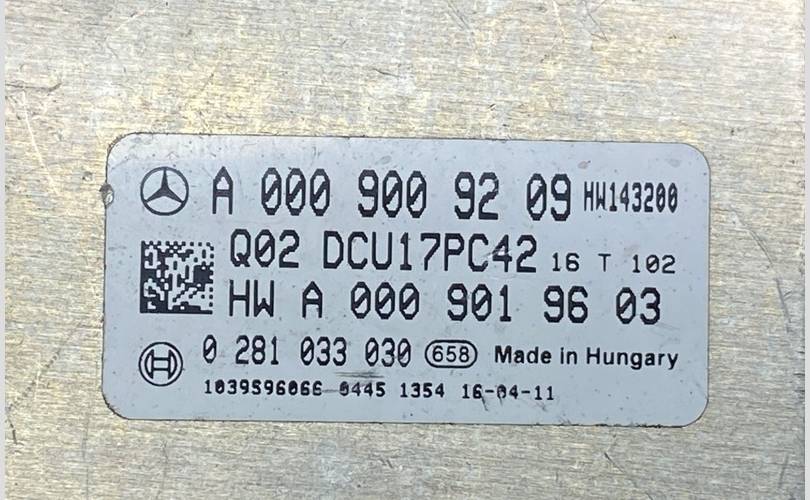 A 000 900 92 09 HW143200
Q02 DCU17PC42 16 T 102
HW A 000 901 96 03
0 281 033 030 658 Made in Hungary
1039S96066 0445 1354 16-04-11